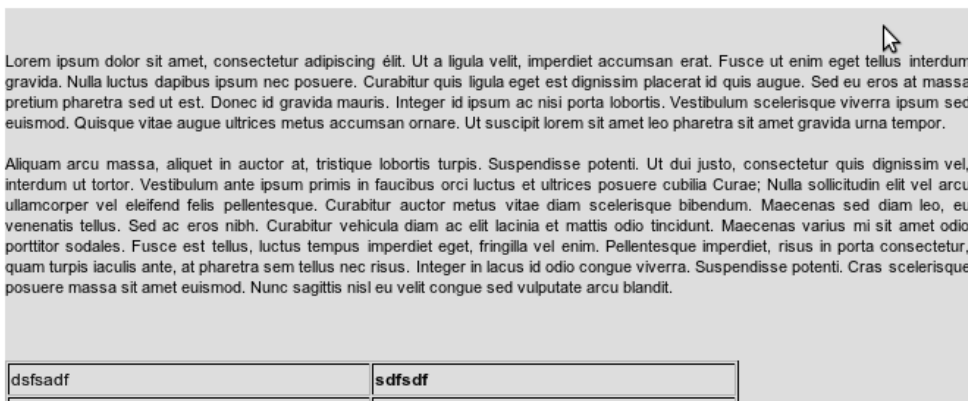 Lorem ipsum dolor sit amet, consectetur adipiscing élit. Ut a ligula velit, imperdiet accumsan erat. Fusce ut enim eget tellus interdum
gravida. Nulla luctus dapibus ipsum nec posuere. Curabitur quis ligula eget est dignissim placerat id quis augue. Sed eu eros at massa
pretium pharetra sed ut est. Donec id gravida mauris. Integer id ipsum ac nisi porta lobortis. Vestibulum scelerisque viverra ipsum sed
euismod. Quisque vitae augue ultrices metus accumsan ornare. Ut suscipit lorem sit amet leo pharetra sit amet gravida urna tempor.
Aliquam arcu massa, aliquet in auctor at, tristique lobortis turpis. Suspendisse potenti. Ut dui justo, consectetur quis dignissim vel,
interdum ut tortor. Vestibulum ante ipsum primis in faucibus orci luctus et ultrices posuere cubilia Curae; Nulla sollicitudin elit vel arcu
ullamcorper vel eleifend felis pellentesque. Curabitur auctor metus vitae diam scelerisque bibendum. Maecenas sed diam leo, eu
venenatis tellus. Sed ac eros nibh. Curabitur vehicula diam ac elit lacinia et mattis odio tincidunt. Maecenas varius mi sit amet odio
porttitor sodales. Fusce est tellus, luctus tempus imperdiet eget, fringilla vel enim. Pellentesque imperdiet, risus in porta consectetur,
quam turpis iaculis ante, at pharetra sem tellus nec risus. Integer in lacus id odio congue viverra. Suspendisse potenti. Cras scelerisque
posuere massa sit amet euismod. Nunc sagittis nisl eu velit congue sed vulputate arcu blandit.
dsfsadf sdfsdf